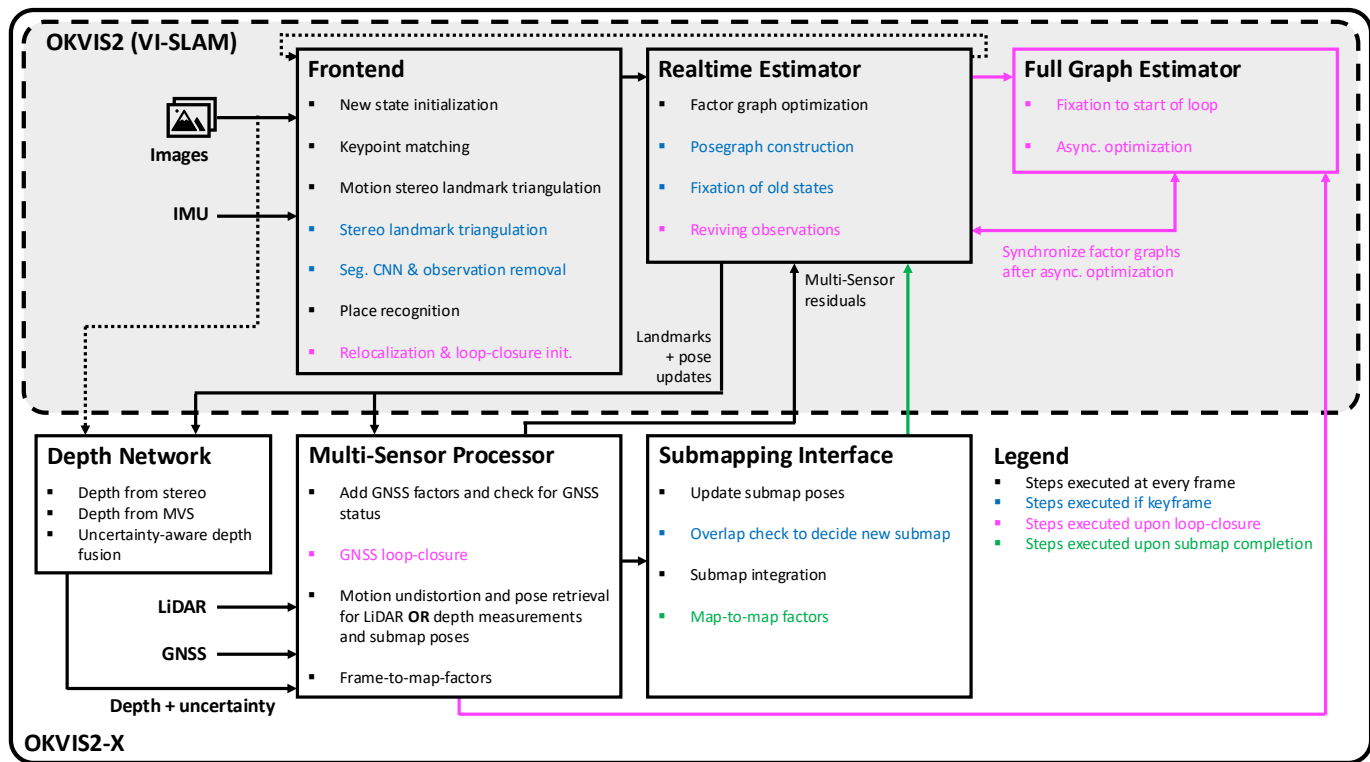 OKVIS2 (VI-SLAM)
Images
IMU
Frontend
▪ New state initialization
▪ Keypoint matching
▪ Motion stereo landmark triangulation
▪ Stereo landmark triangulation
▪ Seg. CNN & observation removal
▪ Place recognition
▪ Relocalization & loop-closure init.
Realtime Estimator
▪ Factor graph optimization
▪ Posegraph construction
▪ Fixation of old states
▪ Reviving observations
Full Graph Estimator
▪ Fixation to start of loop
▪ Async. optimization
Synchronize factor graphs
after async. optimization
Multi-Sensor
residuals
Landmarks
+ pose
updates
Depth Network
▪ Depth from stereo
▪ Depth from MVS
▪ Uncertainty-aware depth
fusion
LiDAR
GNSS
Depth + uncertainty
Multi-Sensor Processor
▪ Add GNSS factors and check for GNSS
status
▪ GNSS loop-closure
▪ Motion undistortion and pose retrieval
for LiDAR OR depth measurements
and submap poses
▪ Frame-to-map-factors
Submapping Interface
▪ Update submap poses
▪ Overlap check to decide new submap
▪ Submap integration
▪ Map-to-map factors
Legend
▪ Steps executed at every frame
▪ Steps executed if keyframe
▪ Steps executed upon loop-closure
▪ Steps executed upon submap completion
OKVIS2-X